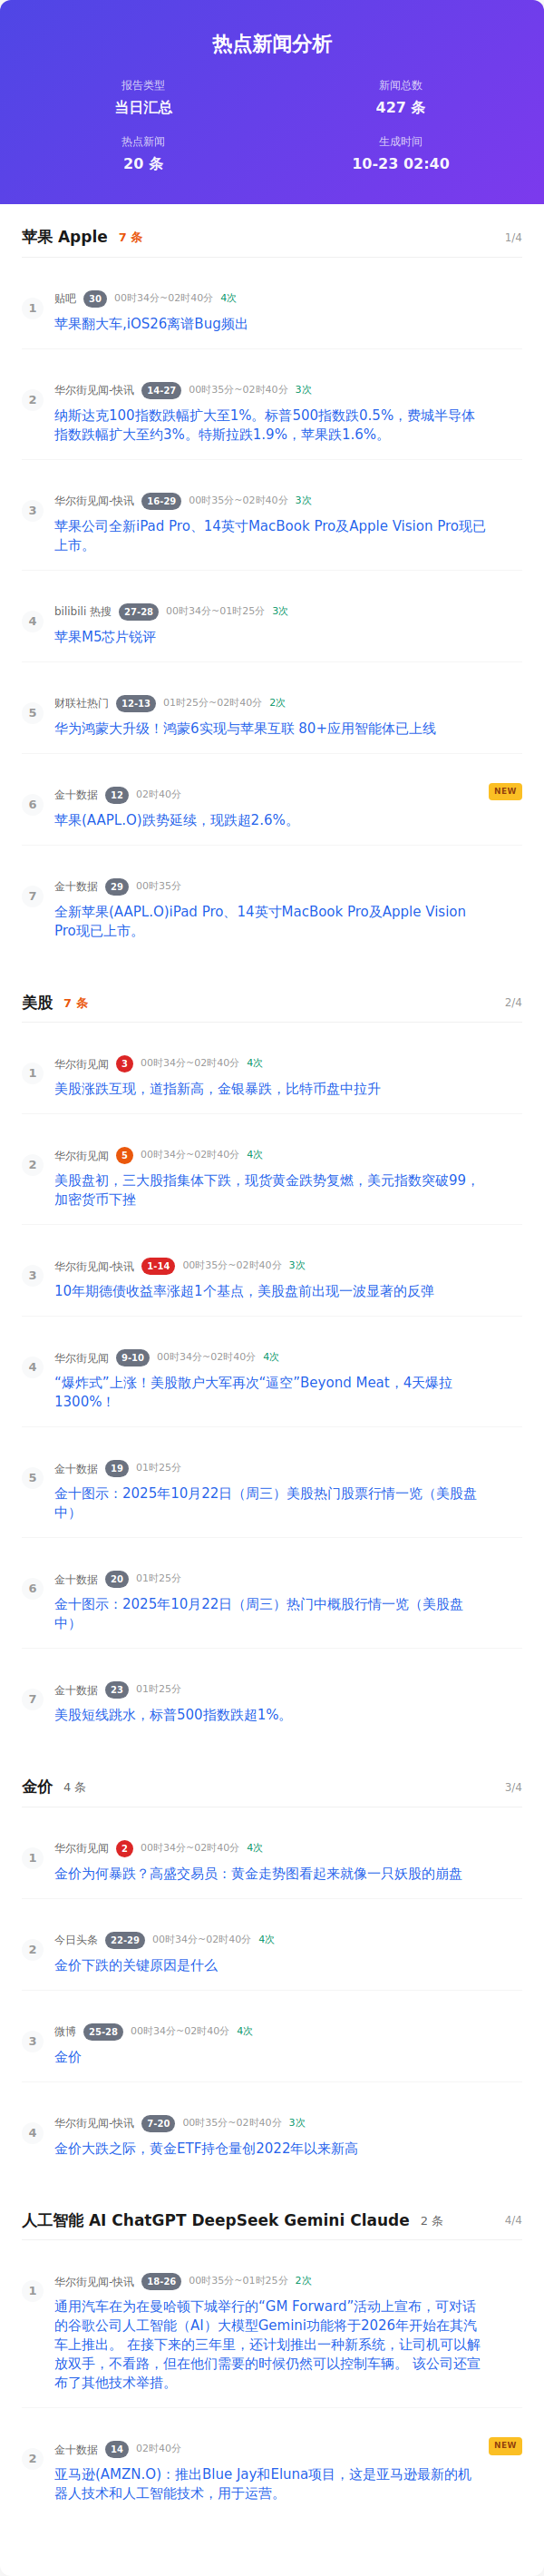 热点新闻分析
报告类型
当日汇总
新闻总数
427 条
热点新闻
20 条
生成时间
10-23 02:40
苹果 Apple 7 条 1/4
1
贴吧 30 00时34分~02时40分 4次
苹果翻大车,iOS26离谱Bug频出
2
华尔街见闻-快讯 14-27 00时35分~02时40分 3次
纳斯达克100指数跌幅扩大至1%。标普500指数跌0.5%，费城半导体
指数跌幅扩大至约3%。特斯拉跌1.9%，苹果跌1.6%。
3
华尔街见闻-快讯 16-29 00时35分~02时40分 3次
苹果公司全新iPad Pro、14英寸MacBook Pro及Apple Vision Pro现已
上市。
4
bilibili 热搜 27-28 00时34分~01时25分 3次
苹果M5芯片锐评
5
财联社热门 12-13 01时25分~02时40分 2次
华为鸿蒙大升级！鸿蒙6实现与苹果互联 80+应用智能体已上线
6
金十数据 12 02时40分 NEW
苹果(AAPL.O)跌势延续，现跌超2.6%。
7
金十数据 29 00时35分
全新苹果(AAPL.O)iPad Pro、14英寸MacBook Pro及Apple Vision
Pro现已上市。
美股 7 条 2/4
1
华尔街见闻 3 00时34分~02时40分 4次
美股涨跌互现，道指新高，金银暴跌，比特币盘中拉升
2
华尔街见闻 5 00时34分~02时40分 4次
美股盘初，三大股指集体下跌，现货黄金跌势复燃，美元指数突破99，
加密货币下挫
3
华尔街见闻-快讯 1-14 00时35分~02时40分 3次
10年期德债收益率涨超1个基点，美股盘前出现一波显著的反弹
4
华尔街见闻 9-10 00时34分~02时40分 4次
“爆炸式”上涨！美股散户大军再次“逼空”Beyond Meat，4天爆拉
1300%！
5
金十数据 19 01时25分
金十图示：2025年10月22日（周三）美股热门股票行情一览（美股盘
中）
6
金十数据 20 01时25分
金十图示：2025年10月22日（周三）热门中概股行情一览（美股盘
中）
7
金十数据 23 01时25分
美股短线跳水，标普500指数跌超1%。
金价 4 条 3/4
1
华尔街见闻 2 00时34分~02时40分 4次
金价为何暴跌？高盛交易员：黄金走势图看起来就像一只妖股的崩盘
2
今日头条 22-29 00时34分~02时40分 4次
金价下跌的关键原因是什么
3
微博 25-28 00时34分~02时40分 4次
金价
4
华尔街见闻-快讯 7-20 00时35分~02时40分 3次
金价大跌之际，黄金ETF持仓量创2022年以来新高
人工智能 AI ChatGPT DeepSeek Gemini Claude 2 条 4/4
1
华尔街见闻-快讯 18-26 00时35分~01时25分 2次
通用汽车在为在曼哈顿下城举行的“GM Forward”活动上宣布，可对话
的谷歌公司人工智能（AI）大模型Gemini功能将于2026年开始在其汽
车上推出。 在接下来的三年里，还计划推出一种新系统，让司机可以解
放双手，不看路，但在他们需要的时候仍然可以控制车辆。 该公司还宣
布了其他技术举措。
2
金十数据 14 02时40分 NEW
亚马逊(AMZN.O)：推出Blue Jay和Eluna项目，这是亚马逊最新的机
器人技术和人工智能技术，用于运营。